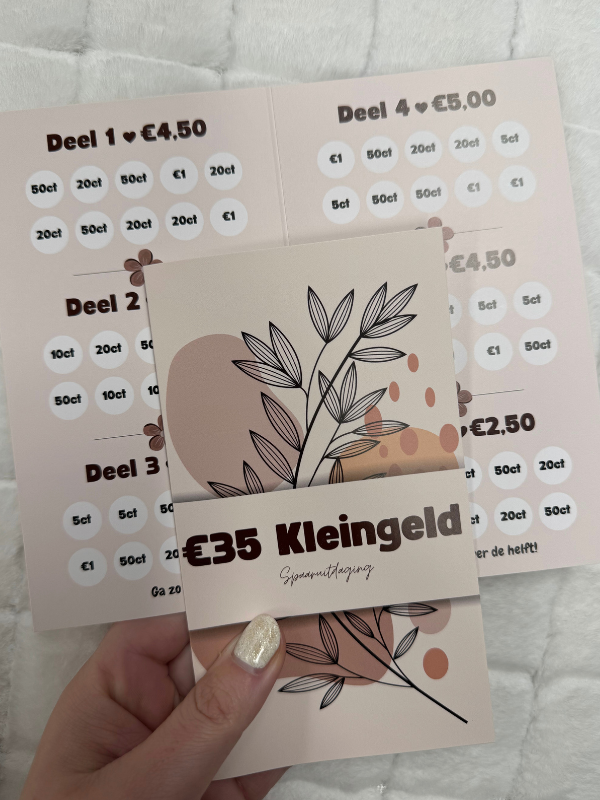 Deel 1 ♥ €4,50
50ct 20ct 50ct €1 20ct
20ct 50ct 20ct 20ct €1
Deel 2
10ct 20ct
50ct 10ct
Deel 3
5ct 5ct
€1 50ct
Ga zo
Deel 4 ♥ €5,00
€1 50ct 20ct 20ct 5ct
5ct 50ct 50ct €1 €1
€4,50
5ct 5ct
€1 50ct
♥ €2,50
50ct 20ct
20ct 50ct
de helft!
€35 Kleingeld
Spaaruitdaging